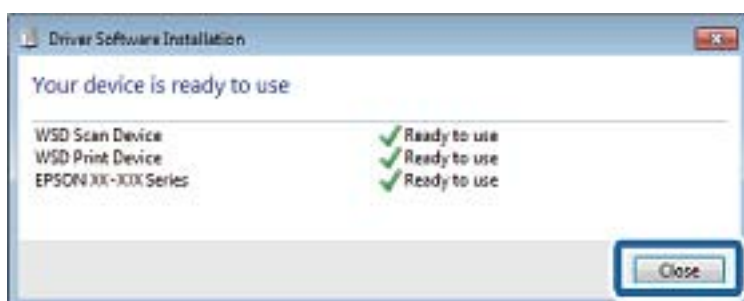 Driver Software Installation
Your device is ready to use
WSD Scan Device Ready to use
WSD Print Device Ready to use
EPSON XX-XXX Series Ready to use
Close